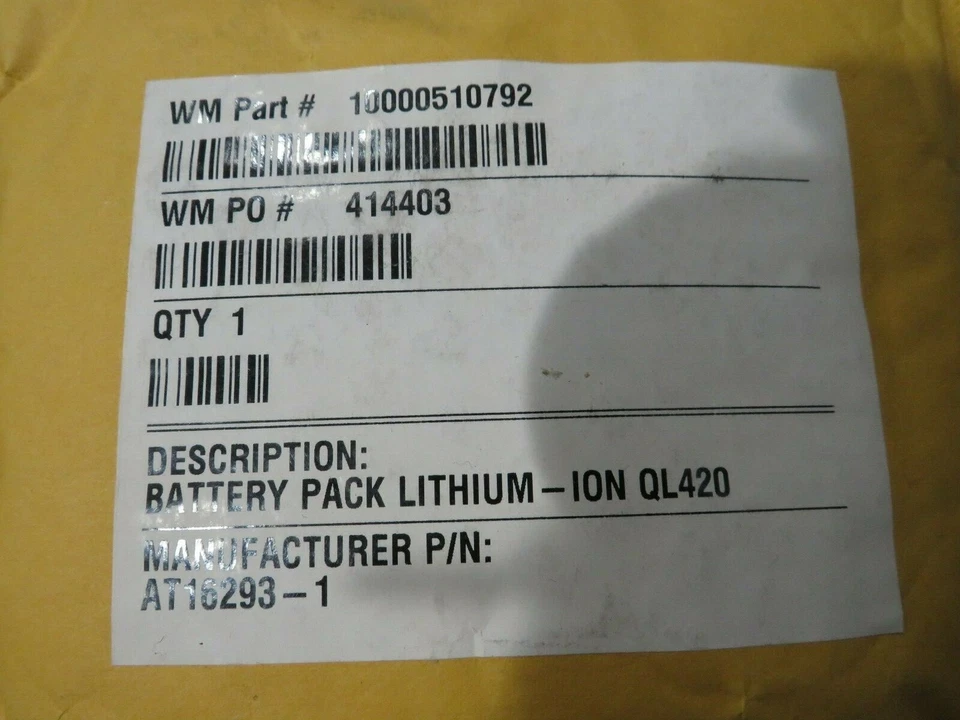 WM Part # 10000510792
WM PO # 414403
QTY 1
DESCRIPTION:
BATTERY PACK LITHIUM-ION QL420
MANUFACTURER P/N:
AT16293-1